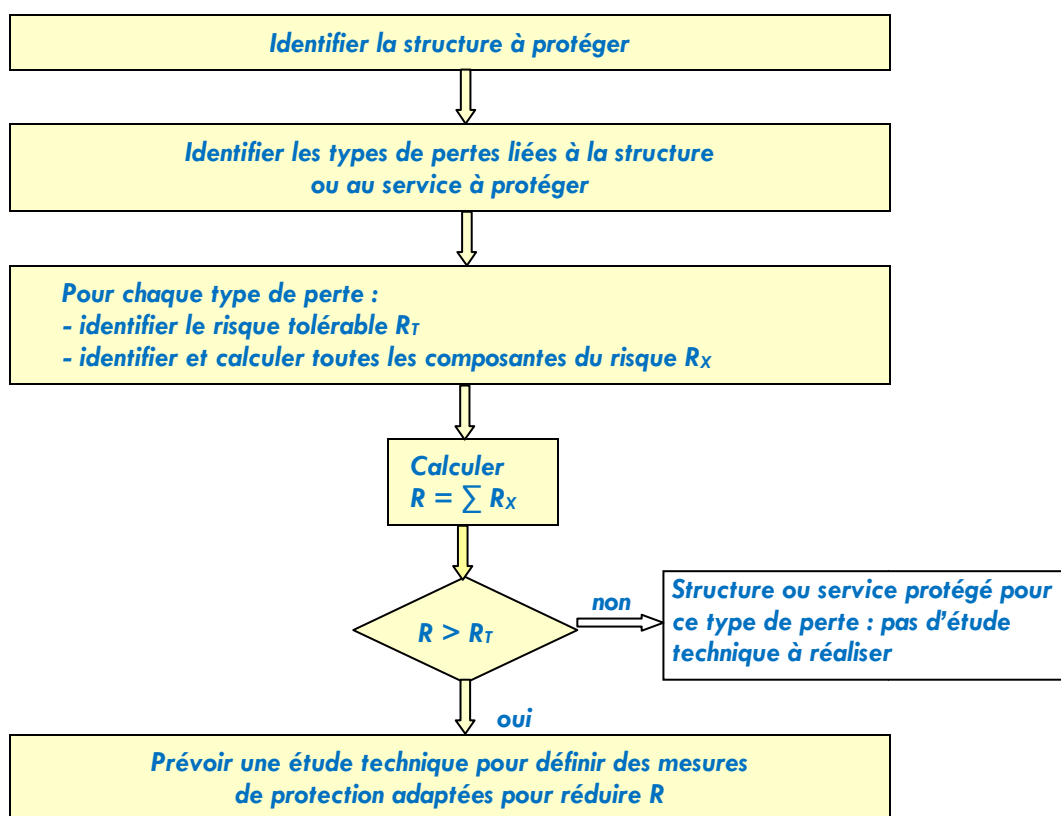 Identifier la structure à protéger
Identifier les types de pertes liées à la structure
ou au service à protéger
Pour chaque type de perte :
- identifier le risque tolérable RT
- identifier et calculer toutes les composantes du risque RX
Calculer
R = ∑ RX
R > RT
non
Structure ou service protégé pour
ce type de perte : pas d’étude
technique à réaliser
oui
Prévoir une étude technique pour définir des mesures
de protection adaptées pour réduire R